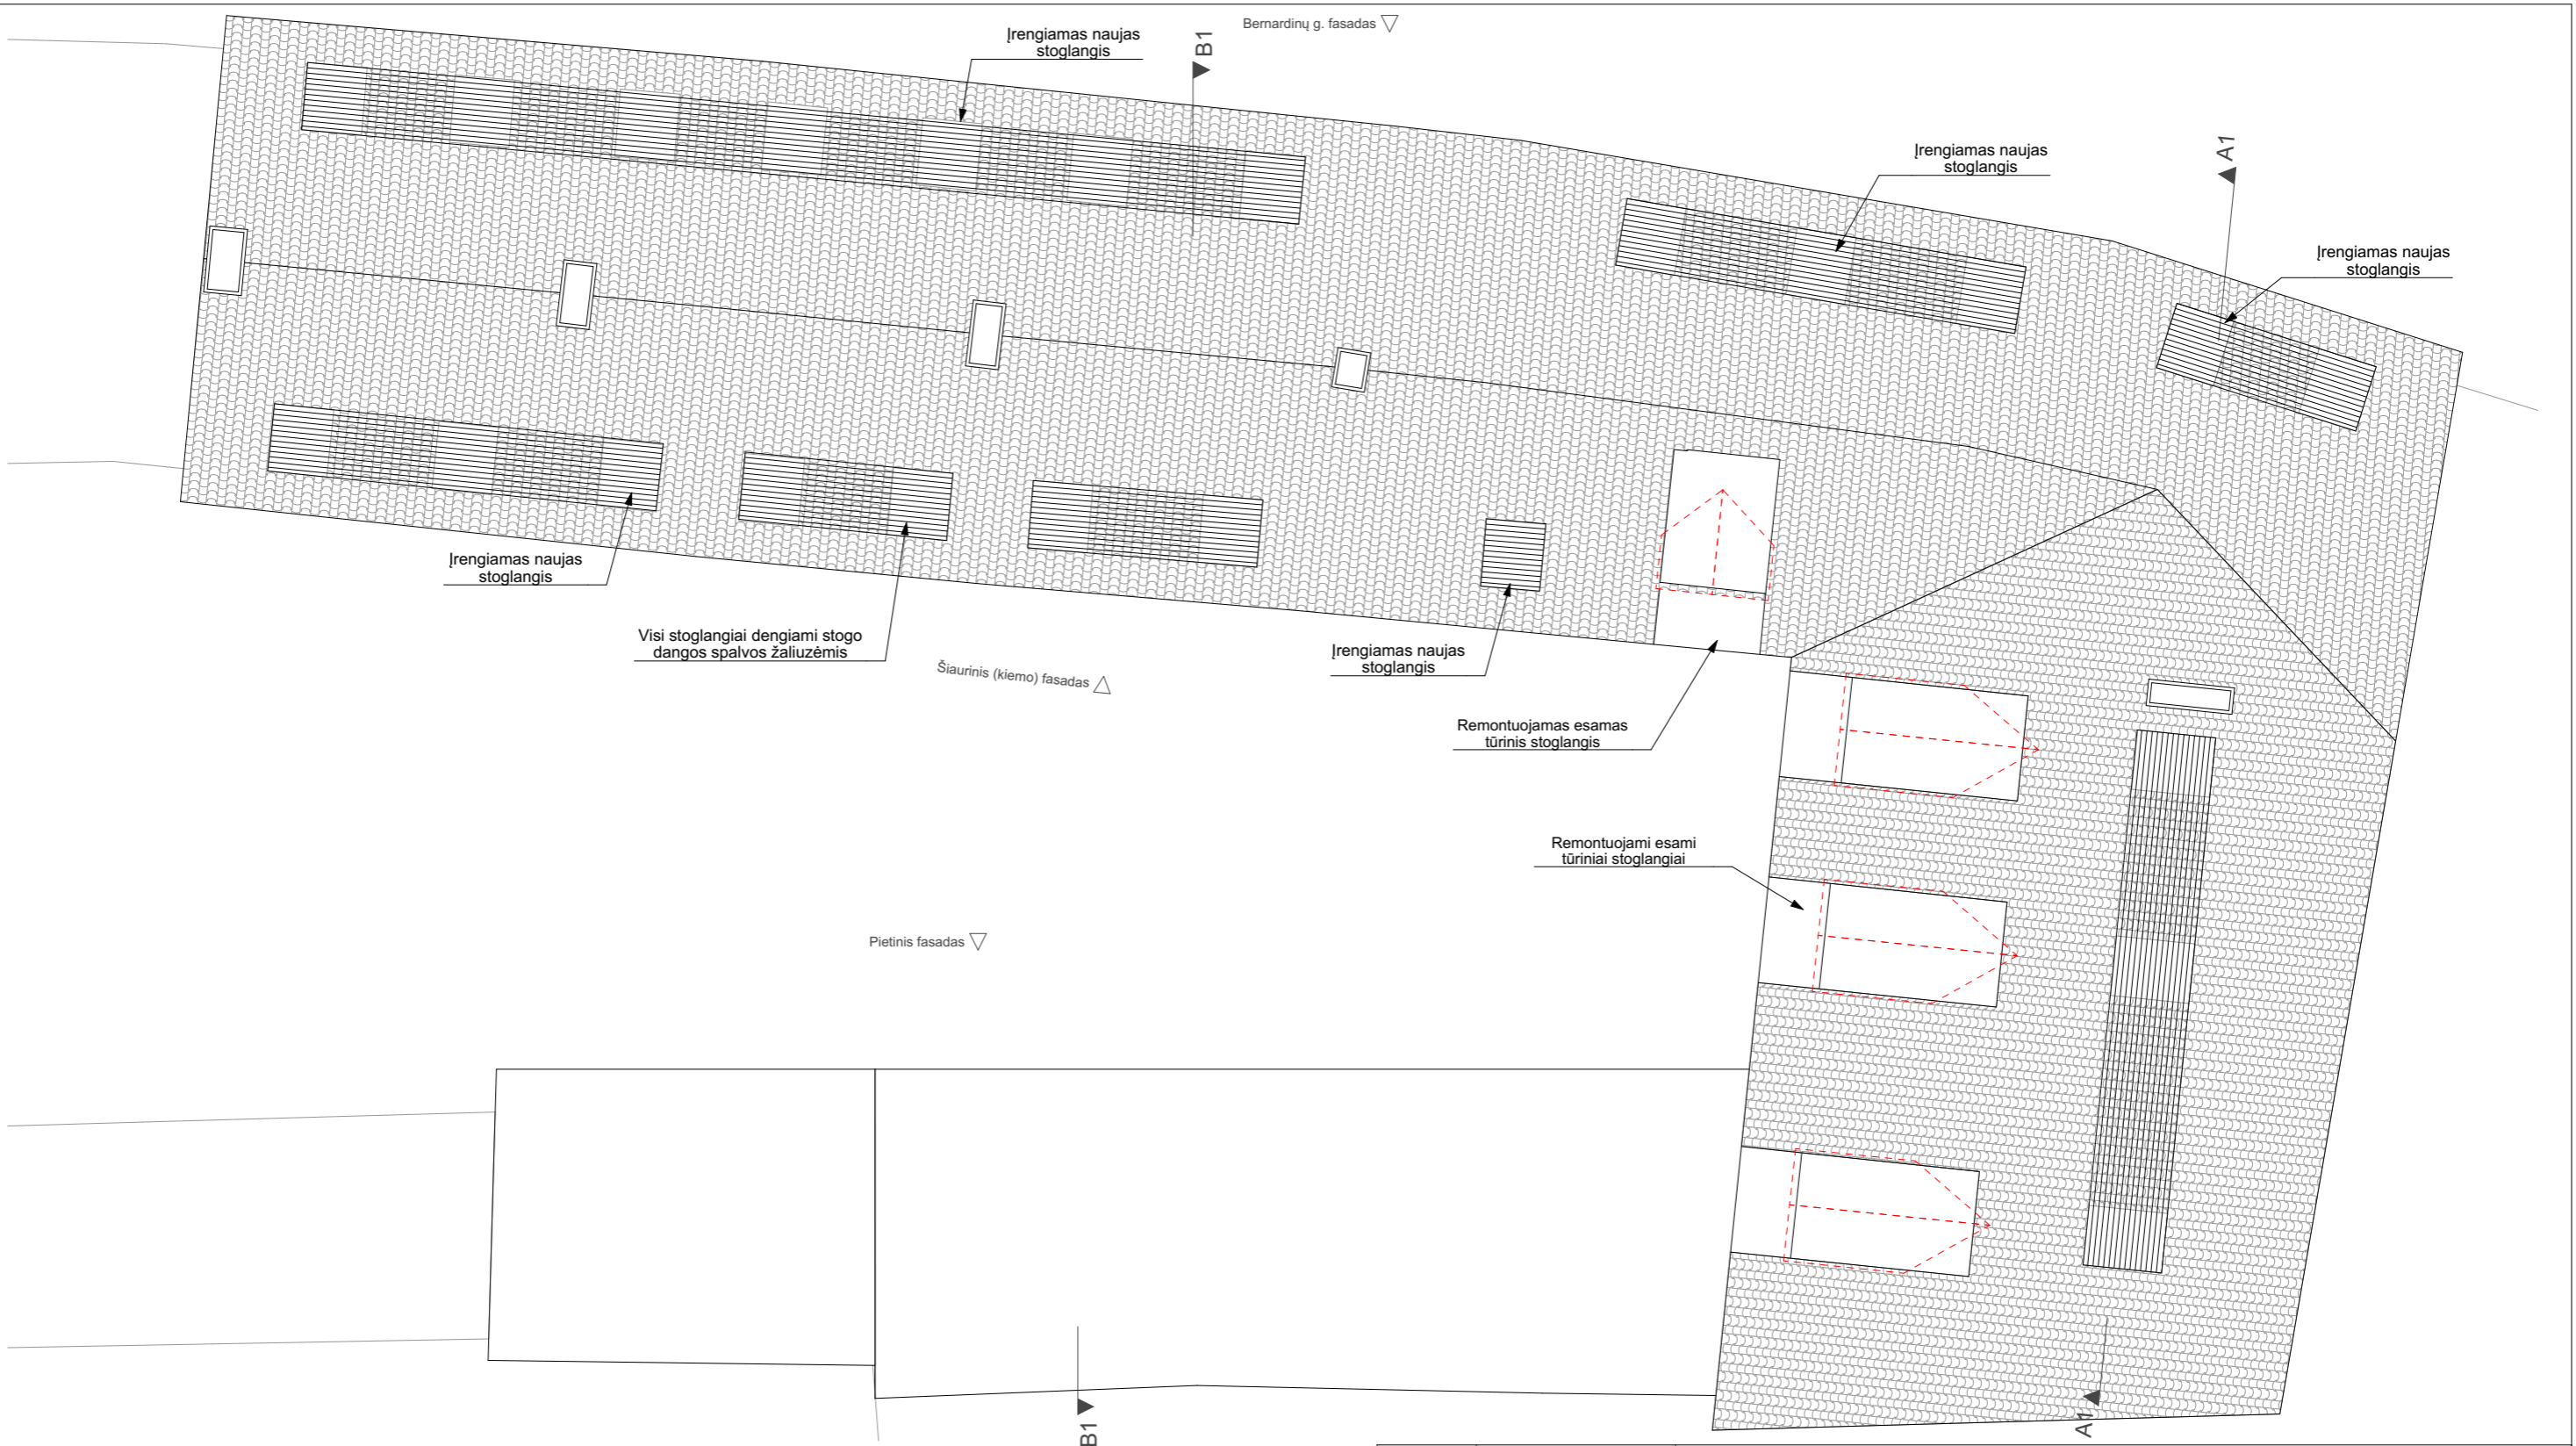 Bernardinų g. fasadas
Įrengiamas naujas
stoglangis
B1
Įrengiamas naujas
stoglangis
A1
Įrengiamas naujas
stoglangis
Įrengiamas naujas
stoglangis
Visi stoglangiai dengiami stogo
dangos spalvos žaliuzėmis
Šiaurinis (kiemo) fasadas
Įrengiamas naujas
stoglangis
Remontuojamas esamas
tūrinis stoglangis
Remontuojami esami
tūriniai stoglangiai
Pietinis fasadas
B1
A1